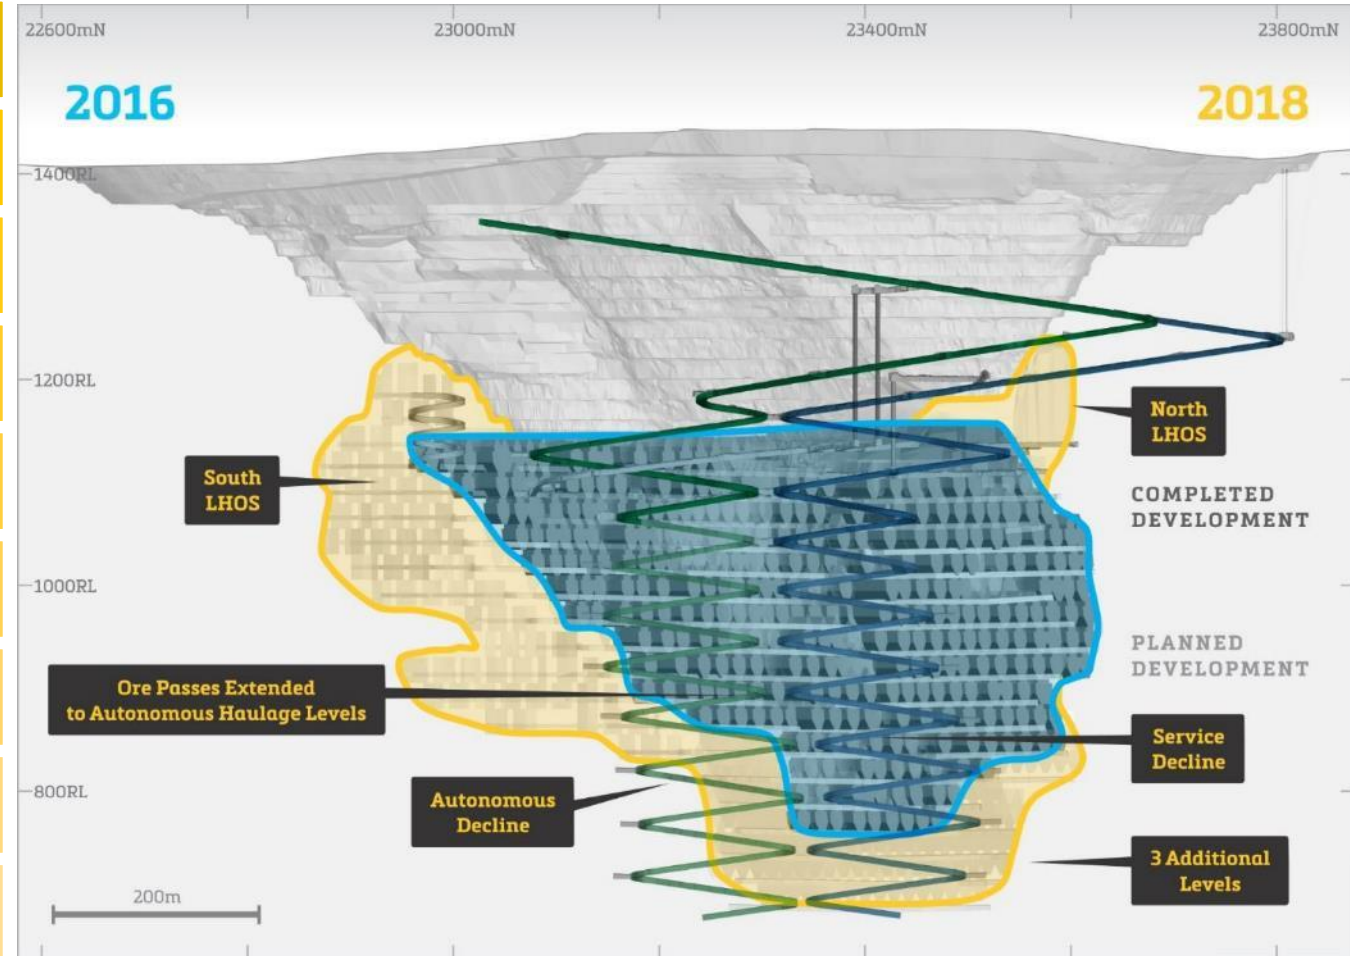 22600mN
23000mN
23400mN
23800mN
2016
2018
1400RL
1200RL
North
LHOS
South
LHOS
COMPLETED
DEVELOPMENT
1000RL
PLANNED
DEVELOPMENT
Ore Passes Extended
to Autonomous Haulage Levels
Service
Decline
800RL
Autonomous
Decline
3 Additional
Levels
200m